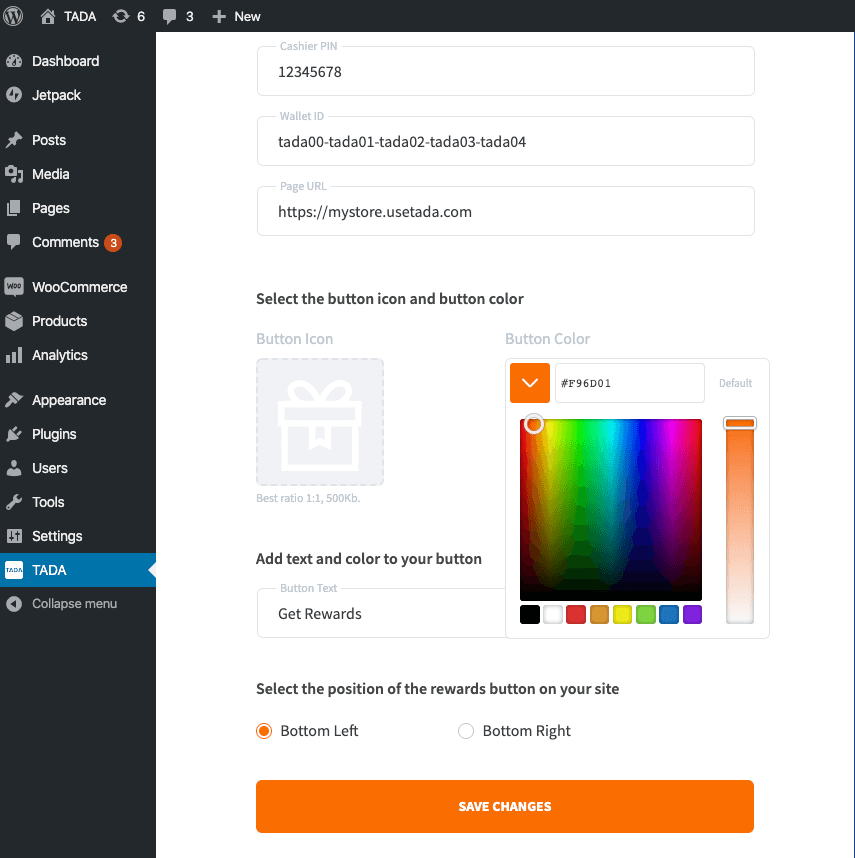 TADA 6 3 New
Dashboard
Jetpack
Posts
Media
Pages
Comments 3
WooCommerce
Products
Analytics
Appearance
Plugins
Users
Tools
Settings
TADA TADA
Collapse menu
Cashier PIN
12345678
Wallet ID
tada00-tada01-tada02-tada03-tada04
Page URL
https://mystore.usetada.com
Select the button icon and button color
Button Icon
Best ratio 1:1, 500Kb.
Button Color
#F96D01 Default
Add text and color to your button
Button Text
Get Rewards
Select the position of the rewards button on your site
Bottom Left Bottom Right
SAVE CHANGES